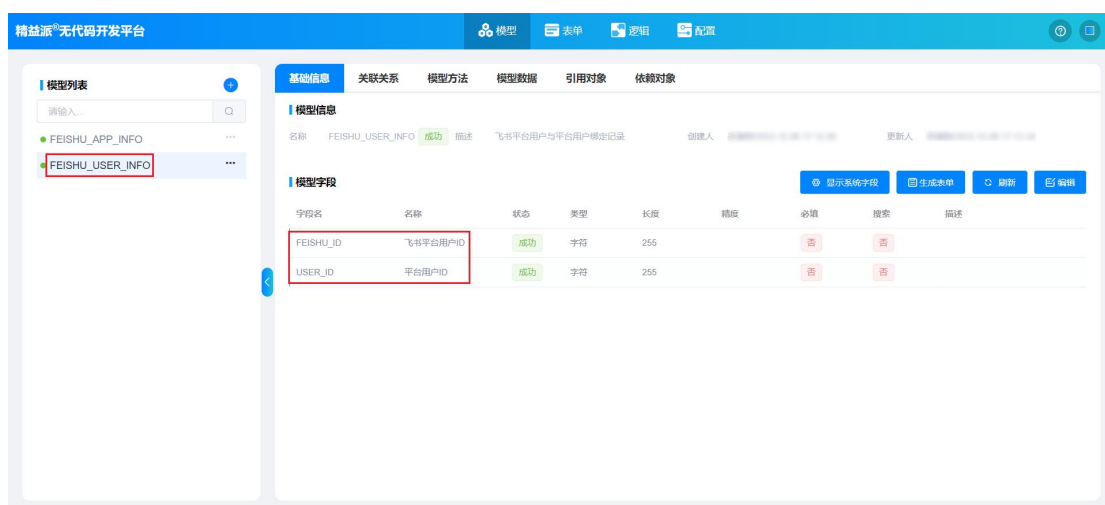 精益派®无代码开发平台
模型
表单
逻辑
配置
模型列表
请输入...
FEISHU_APP_INFO
FEISHU_USER_INFO
基础信息 关联关系 模型方法 模型数据 引用对象 依赖对象
模型信息
名称 FEISHU_USER_INFO 成功 描述 飞书平台用户与平台用户绑定记录 创建人 更新人
模型字段
显示系统字段 生成表单 刷新 编辑
字段名 名称 状态 类型 长度 精度 必填 搜索 描述
FEISHU_ID 飞书平台用户ID 成功 字符 255 否 否
USER_ID 平台用户ID 成功 字符 255 否 否